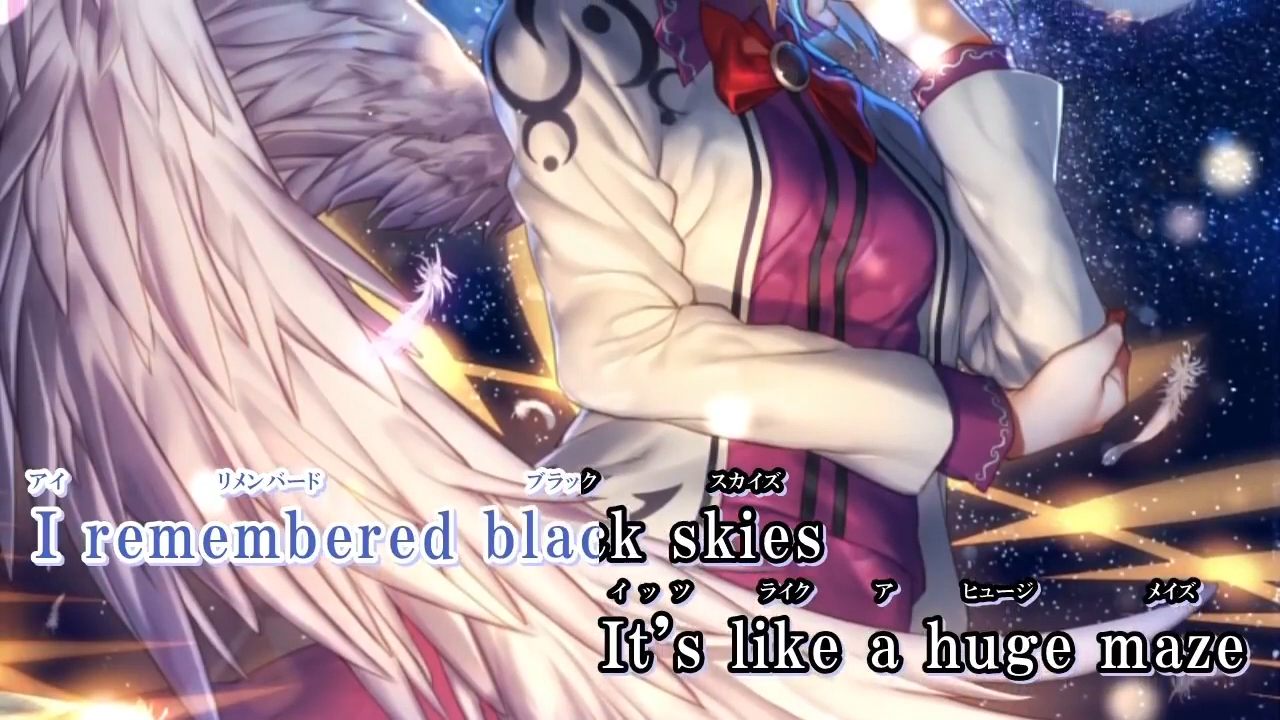 アイ リメンバード ブラック スカイズ
I remembered black skies
イッツ ライク ア ヒュージ メイズ
It's like a huge maze